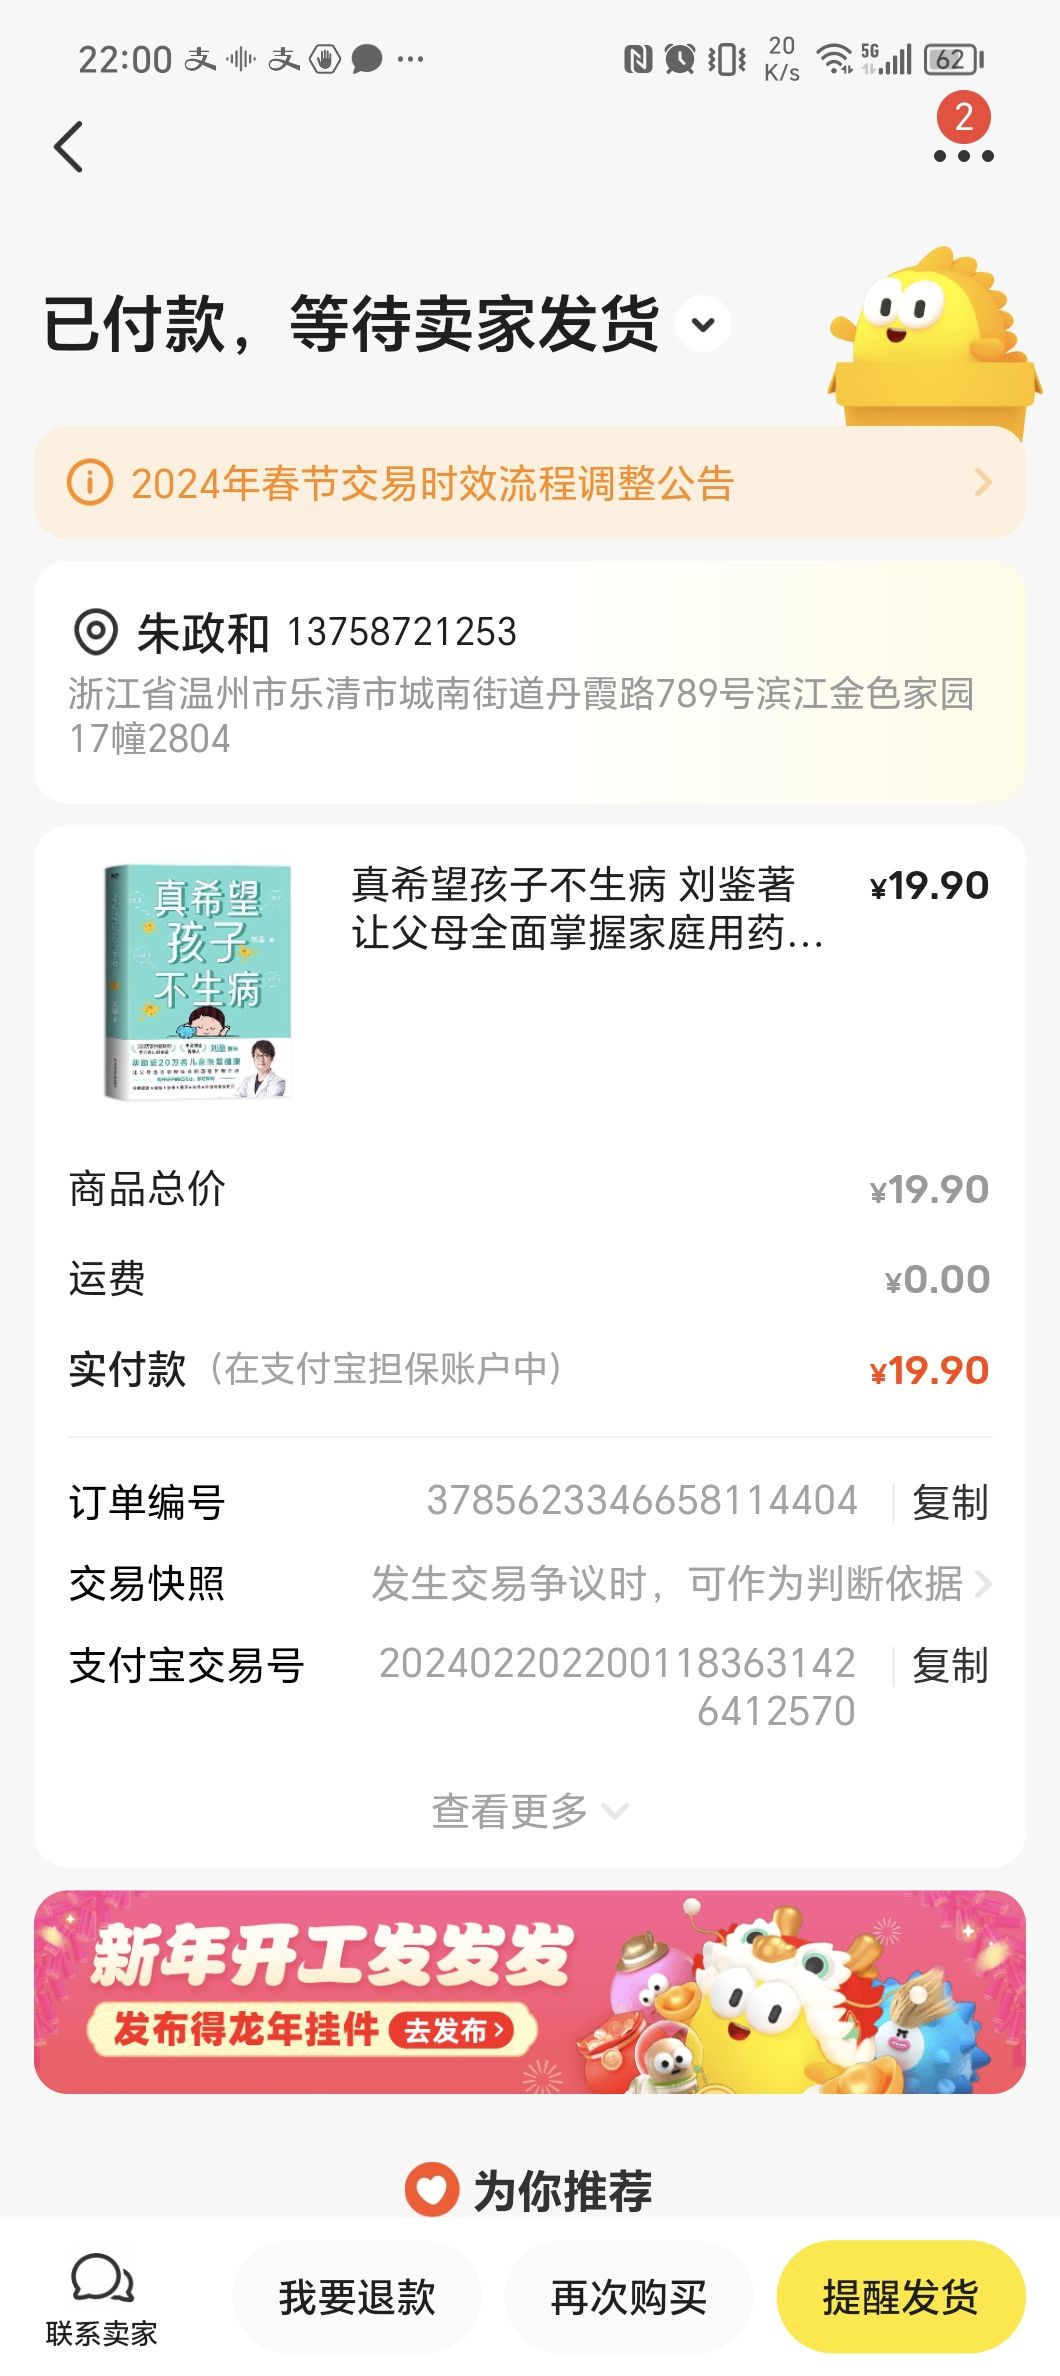 22:00
20
K/s
5G
62
2
已付款，等待卖家发货
2024年春节交易时效流程调整公告
朱政和 13758721253
浙江省温州市乐清市城南街道丹霞路789号滨江金色家园
17幢2804
真希望
孩子
不生病
真希望孩子不生病 刘鉴著
¥19.90
让父母全面掌握家庭用药...
商品总价 ¥19.90
运费 ¥0.00
实付款（在支付宝担保账户中） ¥19.90
订单编号 3785623346658114404 复制
交易快照 发生交易争议时，可作为判断依据
支付宝交易号 2024022022001183631426412570 复制
查看更多
新年开工发发发
发布得龙年挂件 去发布
为你推荐
联系卖家
我要退款
再次购买
提醒发货